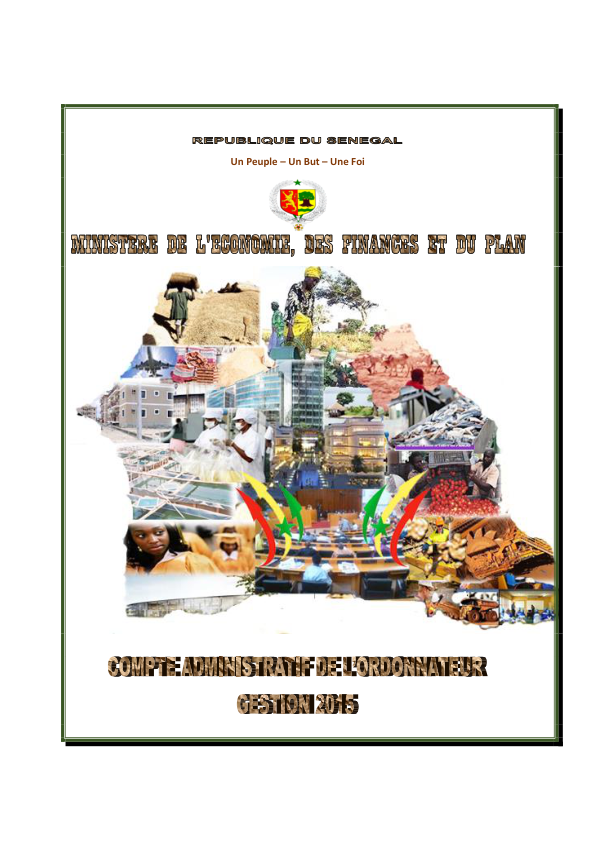 REPUBLIQUE DU SENEGAL
Un Peuple – Un But – Une Foi
MINISTERE DE L'ECONOMIE, DES FINANCES ET DU PLAN
COMPTE ADMINISTRATIF DE L'ORDONNATEUR
GESTION 2015